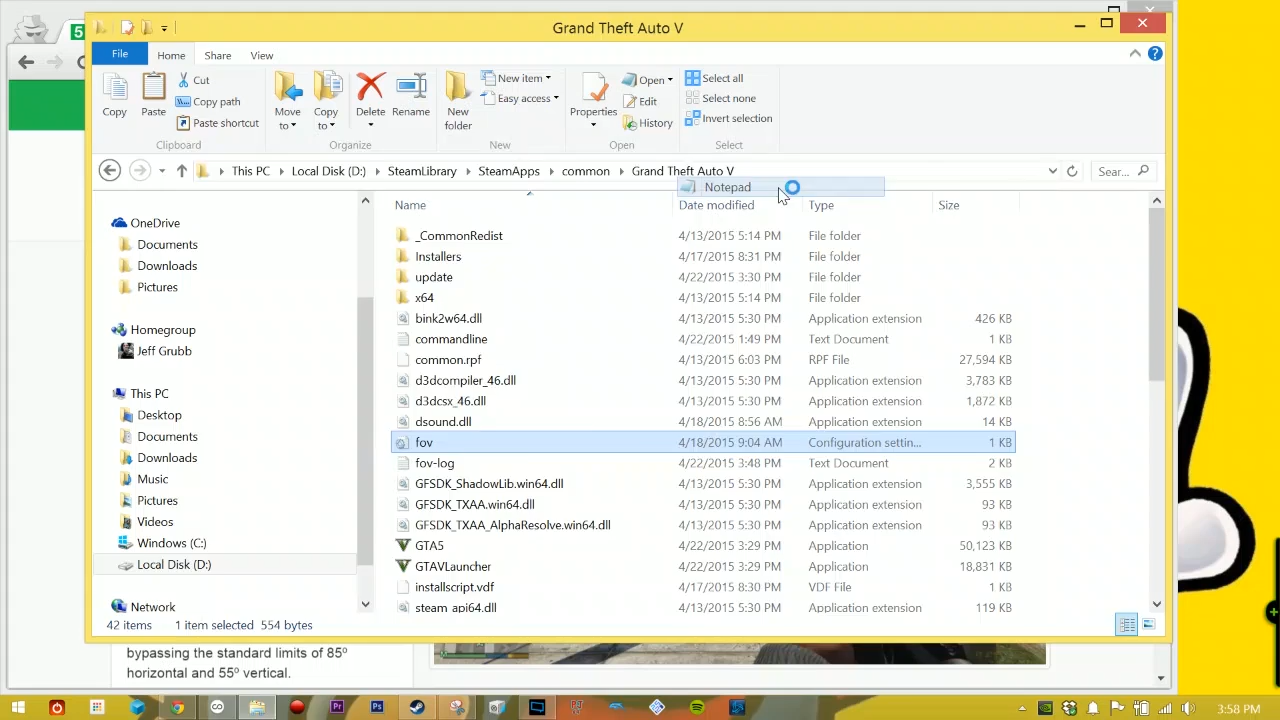 5
Grand Theft Auto V
File Home Share View
Copy
Paste
Cut
Copy path
Paste shortcut
Clipboard
Move to
Copy to
Delete
Rename
Organize
New folder
New item
Easy access
New
Properties
Open
Edit
History
Open
Select all
Select none
Invert selection
Select
This PC Local Disk (D:) SteamLibrary SteamApps common Grand Theft Auto V
Sear...
Notepad
Name Date modified Type Size
OneDrive
Documents
Downloads
Pictures
Homegroup
Jeff Grubb
This PC
Desktop
Documents
Downloads
Music
Pictures
Videos
Windows (C:)
Local Disk (D:)
Network
_CommonRedist 4/13/2015 5:14 PM File folder
Installers 4/17/2015 8:31 PM File folder
update 4/22/2015 3:30 PM File folder
x64 4/13/2015 5:14 PM File folder
bink2w64.dll 4/13/2015 5:30 PM Application extension 426 KB
commandline 4/22/2015 1:49 PM Text Document 1 KB
common.rpf 4/13/2015 6:03 PM RPF File 27,594 KB
d3dcompiler_46.dll 4/13/2015 5:30 PM Application extension 3,783 KB
d3dcsx_46.dll 4/13/2015 5:30 PM Application extension 1,872 KB
dsound.dll 4/18/2015 8:56 AM Application extension 14 KB
fov 4/18/2015 9:04 AM Configuration settin... 1 KB
fov-log 4/22/2015 3:48 PM Text Document 2 KB
GFSDK_ShadowLib.win64.dll 4/13/2015 5:30 PM Application extension 3,555 KB
GFSDK_TXAA.win64.dll 4/13/2015 5:30 PM Application extension 93 KB
GFSDK_TXAA_AlphaResolve.win64.dll 4/13/2015 5:30 PM Application extension 93 KB
GTA5 4/22/2015 3:29 PM Application 50,123 KB
GTAVLauncher 4/22/2015 3:29 PM Application 18,831 KB
installscript.vdf 4/17/2015 8:30 PM VDF File 1 KB
steam_api64.dll 4/13/2015 5:30 PM Application extension 119 KB
42 items 1 item selected 554 bytes
bypassing the standard limits of 85º
horizontal and 55º vertical.
Pr
Ps
3:58 PM